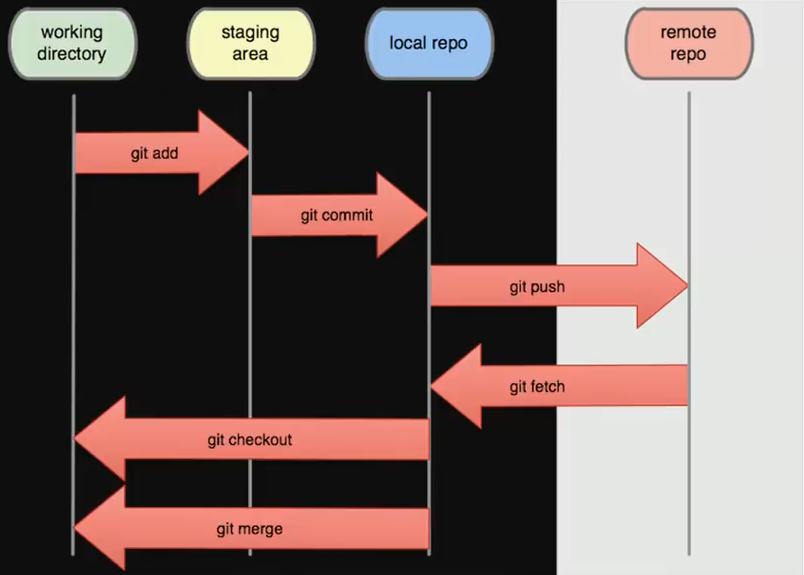 working
directory
staging
area
local repo
remote
repo
git add
git commit
git push
git fetch
git checkout
git merge